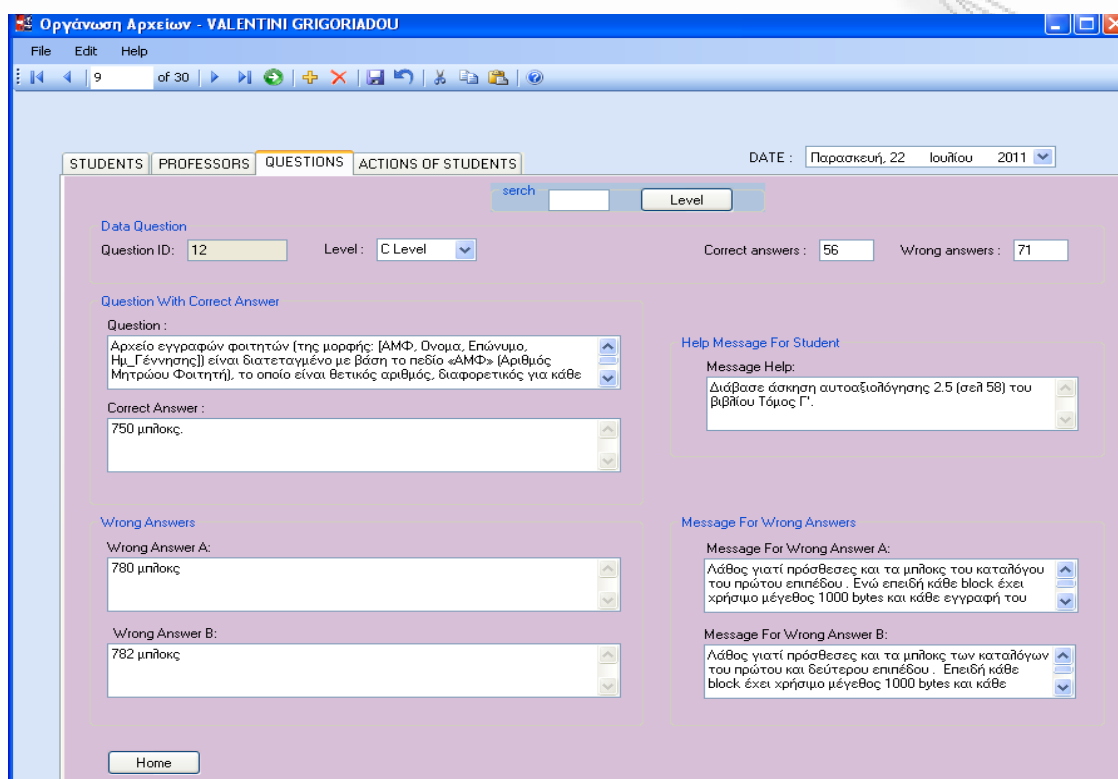 Οργάνωση Αρχείων - VALENTINI GRIGORIADOU
File Edit Help
9 of 30
STUDENTS PROFESSORS QUESTIONS ACTIONS OF STUDENTS
DATE : Παρασκευή, 22 Ιουλίου 2011
serch Level
Data Question
Question ID: 12 Level : C Level Correct answers : 56 Wrong answers : 71
Question With Correct Answer
Question :
Αρχείο εγγραφών φοιτητών (της μορφής: [ΑΜΦ, Ονομα, Επώνυμο,
Ημ_Γέννησης]) είναι διατεταγμένο με βάση το πεδίο «ΑΜΦ» (Αριθμός
Μητρώου Φοιτητή), το οποίο είναι θετικός αριθμός, διαφορετικός για κάθε
Correct Answer :
750 μπλοκς.
Help Message For Student
Message Help:
Διάβασε άσκηση αυτοαξιολόγησης 2.5 (σελ 58) του
βιβλίου Τόμος Γ'.
Wrong Answers
Wrong Answer A:
780 μπλοκς
Wrong Answer B:
782 μπλοκς
Message For Wrong Answers
Message For Wrong Answer A:
Λάθος γιατί πρόσθεσες και τα μπλοκς του καταλόγου
του πρώτου επιπέδου . Ενώ επειδή κάθε block έχει
χρήσιμο μέγεθος 1000 bytes και κάθε εγγραφή του
Message For Wrong Answer B:
Λάθος γιατί πρόσθεσες και τα μπλοκς των καταλόγων
του πρώτου και δεύτερου επιπέδου . Επειδή κάθε
block έχει χρήσιμο μέγεθος 1000 bytes και κάθε
Home